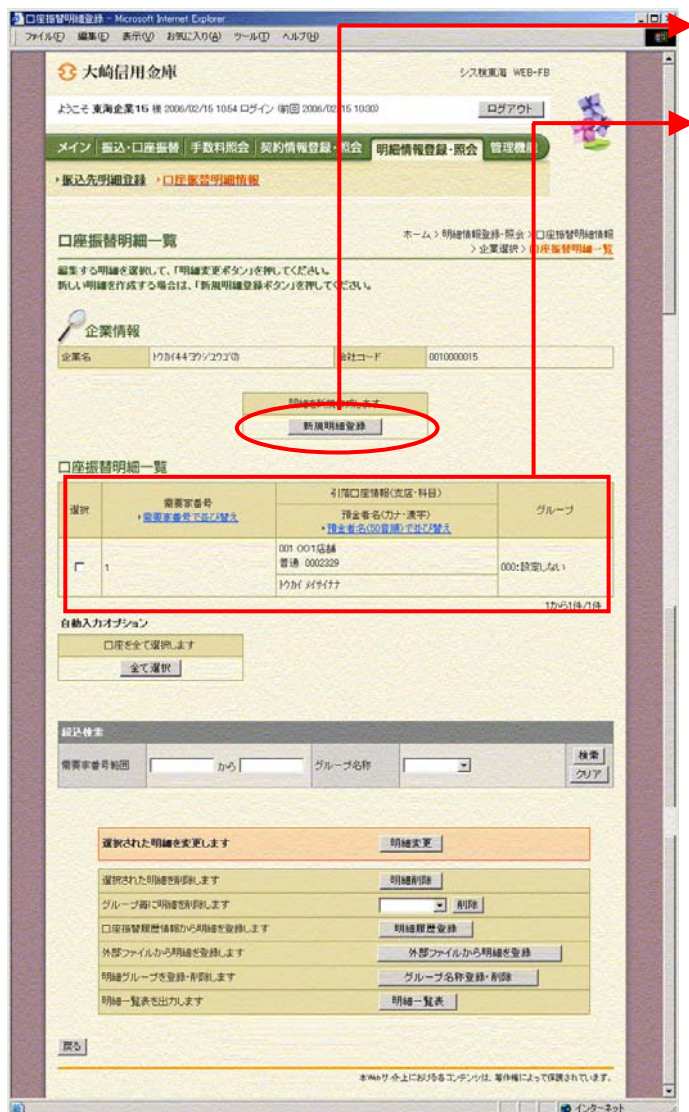 口座振替明細登録 - Microsoft Internet Explorer
ファイル(F) 編集(E) 表示(V) お気に入り(A) ツール(T) ヘルプ(H)
大崎信用金庫
シス検東海 WEB-FB
ようこそ 東海企業15 様 2006/02/15 1054 ログイン (前回 2006/02/15 1030)
ログアウト
メイン 振込・口座振替 手数料照会 契約情報登録・照会 明細情報登録・照会 管理機能
振込先明細登録 口座振替明細情報
口座振替明細一覧
ホーム > 明細情報登録・照会 > 口座振替明細情報
> 企業選択 > 口座振替明細一覧
編集する明細を選択して、「明細変更ボタン」を押してください。
新しい明細を作成する場合は、「新規明細登録ボタン」を押してください。
企業情報
企業名
会社コード 0010000015
明細を新規作成します
新規明細登録
口座振替明細一覧
選択 需要家番号 引落口座情報(支店・科目) グループ
需要家番号で並び替え 預金者名(カナ・漢字)
預金者名(50音順)で並び替え
1 001 001店舗
普通 0002329
000:設定しない
トウカイ メイサイナナ
1から1件/1件
自動入力オプション
口座を全て選択します
全て選択
絞込検索
需要家番号範囲 から グループ名称 検索
クリア
選択された明細を変更します 明細変更
選択された明細を削除します 明細削除
グループ毎に明細を削除します 削除
口座振替履歴情報から明細を登録します 明細履歴登録
外部ファイルから明細を登録します 外部ファイルから明細を登録
明細グループを登録・削除します グループ名称登録・削除
明細一覧表を出力します 明細一覧表
戻る
本Webサイト上における各コンテンツは、著作権によって保護されています。
インターネット